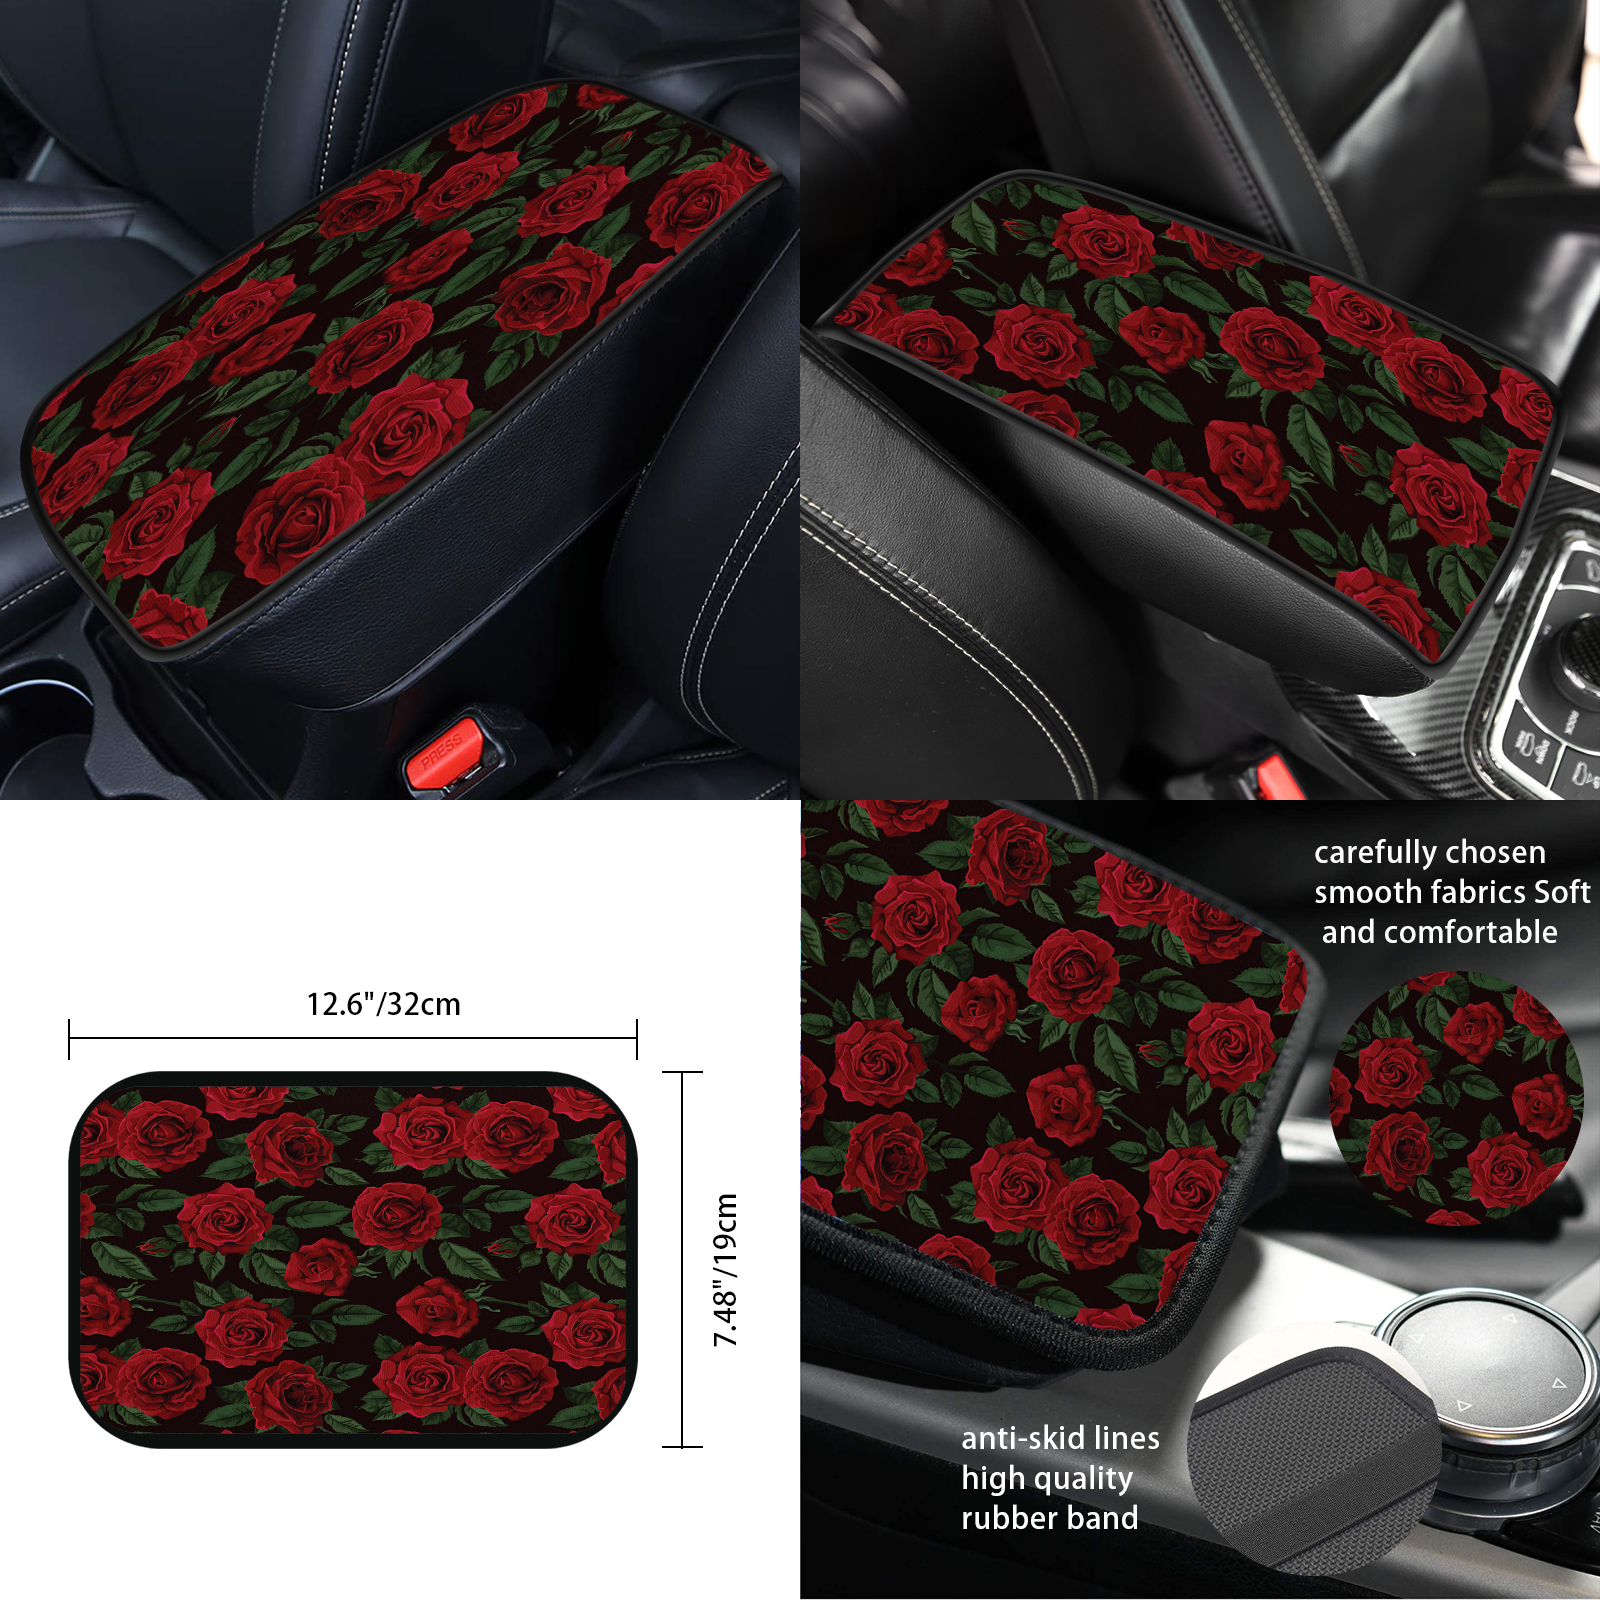 PRESS
12.6"/32cm
7.48"/19cm
carefully chosen
smooth fabrics Soft
and comfortable
anti-skid lines
high quality
rubber band